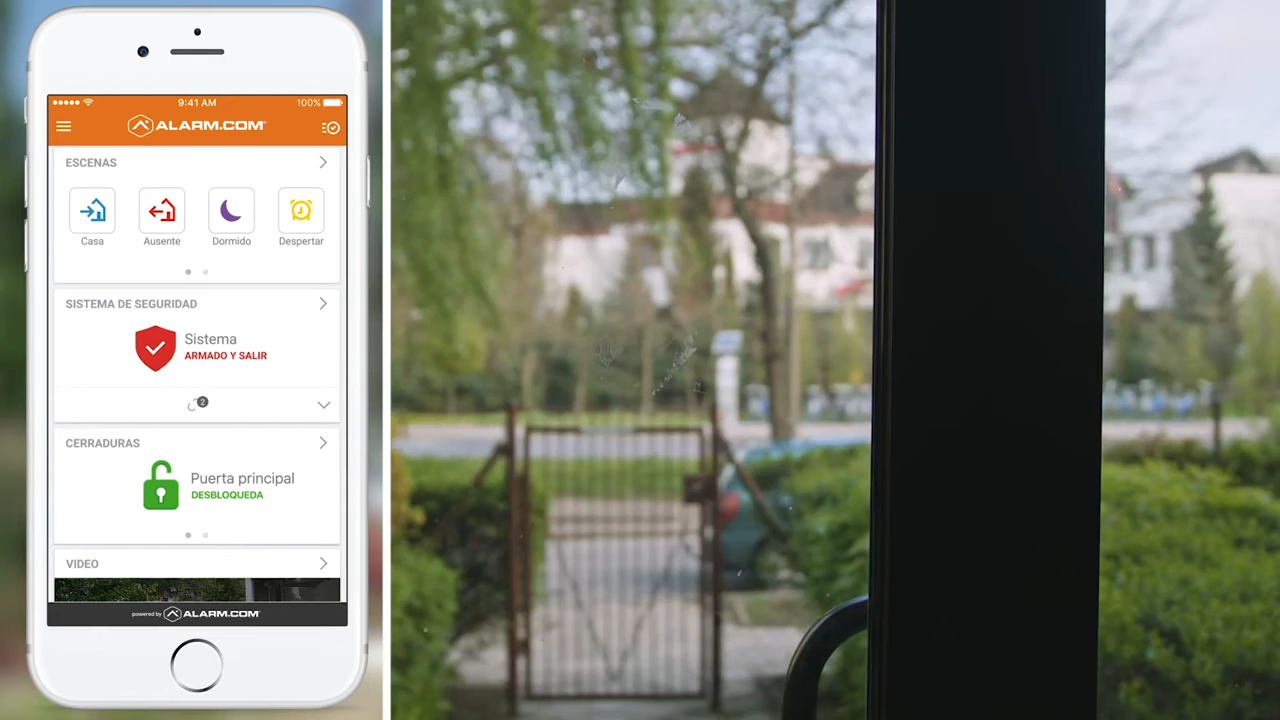 9:41 AM
100%
ALARM.COM
ESCENAS
Casa
Ausente
Dormido
Despertar
SISTEMA DE SEGURIDAD
Sistema
ARMADO Y SALIR
2
CERRADURAS
Puerta principal
DESBLOQUEADA
VIDEO
powered by ALARM.COM